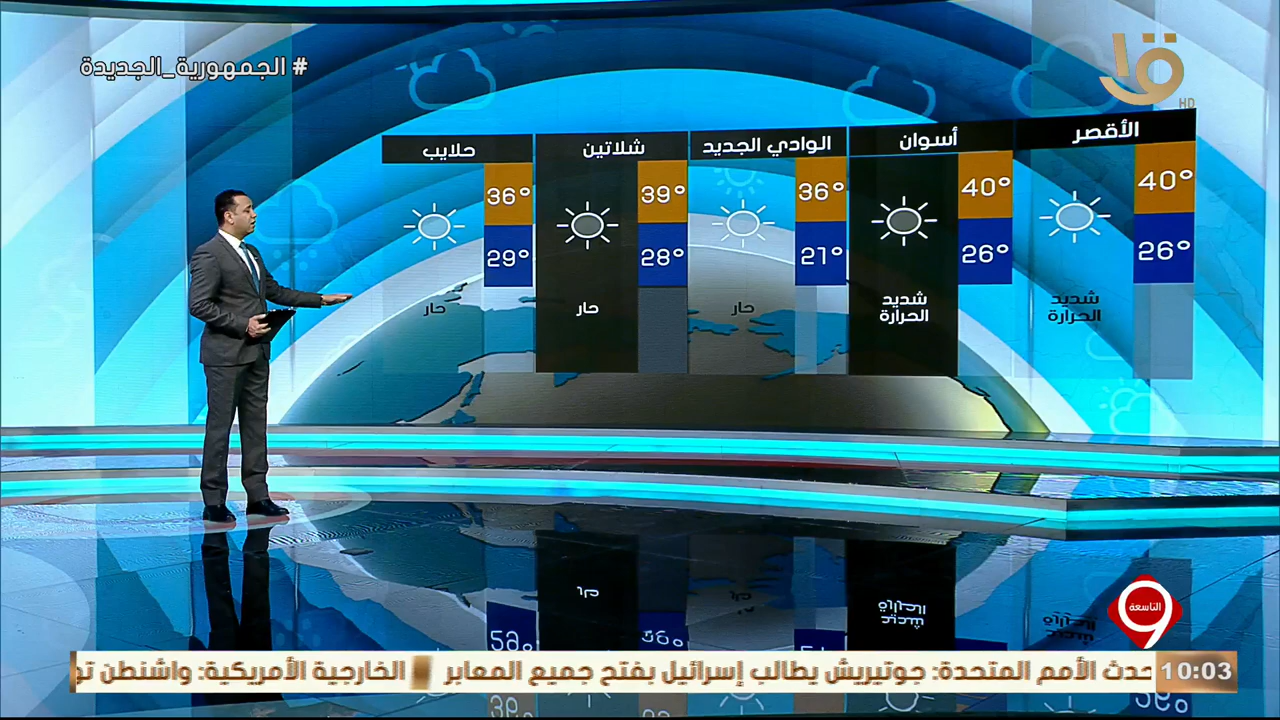 # الجمهورية_الجديدة
HD
الأقصر
أسوان
الوادي الجديد
شلاتين
حلايب
40°
40°
36°
39°
36°
26°
26°
21°
28°
29°
شديد
الحرارة
شديد
الحرارة
حار
حار
حار
التاسعة
9
10:03
حدث الأمم المتحدة: جوتيريش يطالب إسرائيل بفتح جميع المعابر الخارجية الأمريكية: واشنطن